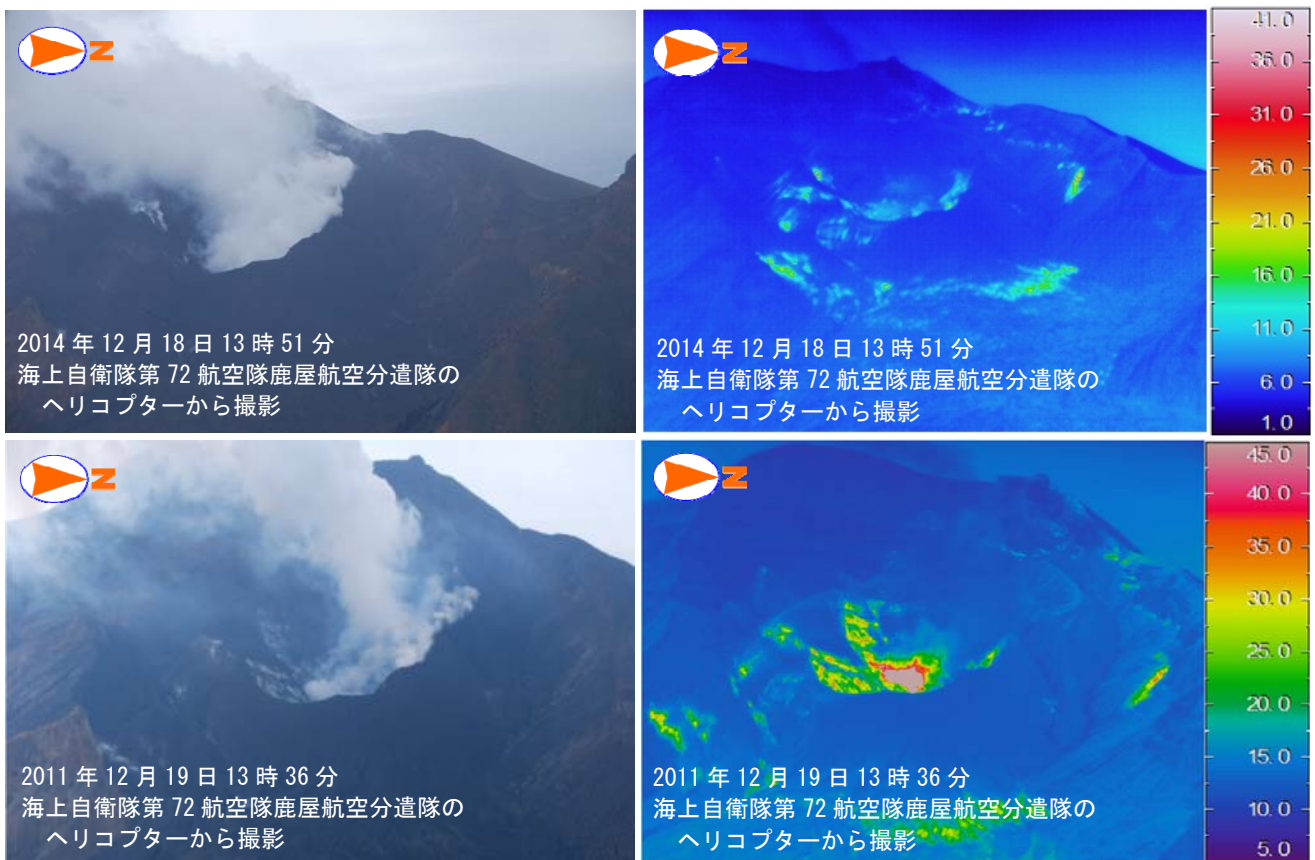 N
2014 年 12 月 18 日 13 時 51 分
海上自衛隊第 72 航空隊鹿屋航空分遣隊の
ヘリコプターから撮影
N
2014 年 12 月 18 日 13 時 51 分
海上自衛隊第 72 航空隊鹿屋航空分遣隊の
ヘリコプターから撮影
41.0
36.0
31.0
26.0
21.0
16.0
11.0
6.0
1.0
N
2011 年 12 月 19 日 13 時 36 分
海上自衛隊第 72 航空隊鹿屋航空分遣隊の
ヘリコプターから撮影
N
2011 年 12 月 19 日 13 時 36 分
海上自衛隊第 72 航空隊鹿屋航空分遣隊の
ヘリコプターから撮影
45.0
40.0
35.0
30.0
25.0
20.0
15.0
10.0
5.0